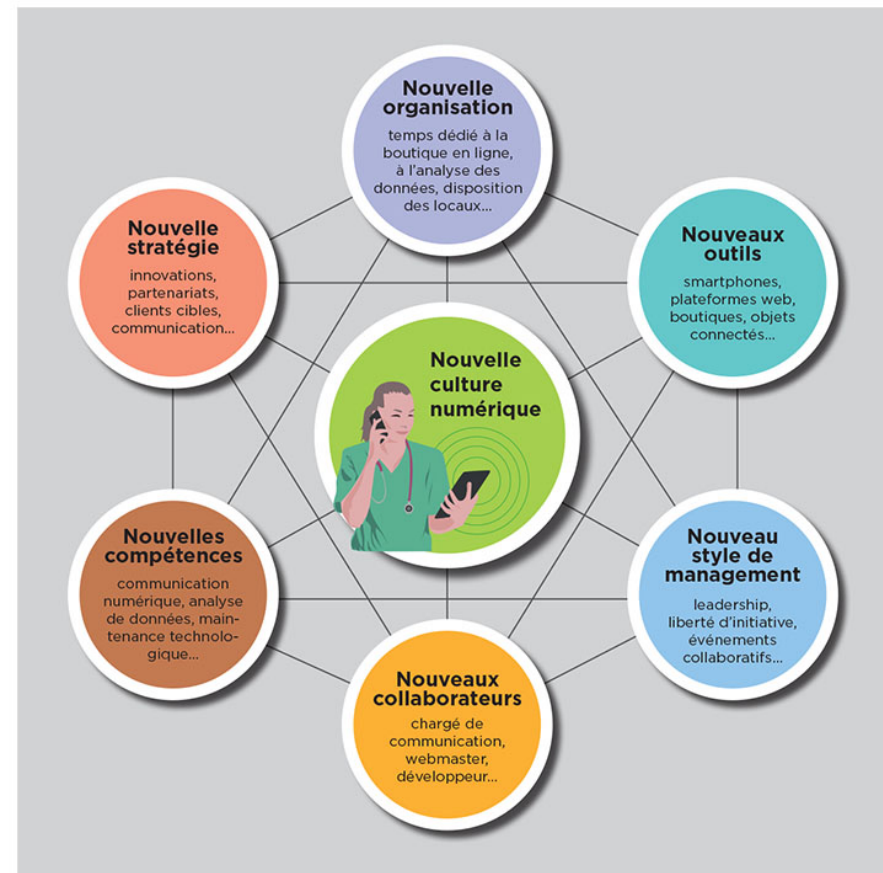 Nouvelle
organisation
temps dédié à la
boutique en ligne,
à l'analyse des
données, disposition
des locaux...
Nouvelle
stratégie
innovations,
partenariats,
clients cibles,
communication...
Nouveaux
outils
smartphones,
plateformes web,
boutiques, objets
connectés...
Nouvelle
culture
numérique
Nouvelles
compétences
communication
numérique, analyse
de données, main-
tenance technolo-
gique...
Nouveau
style de
management
leadership,
liberté d'initiative,
événements
collaboratifs...
Nouveaux
collaborateurs
chargé de
communication,
webmaster,
développeur...